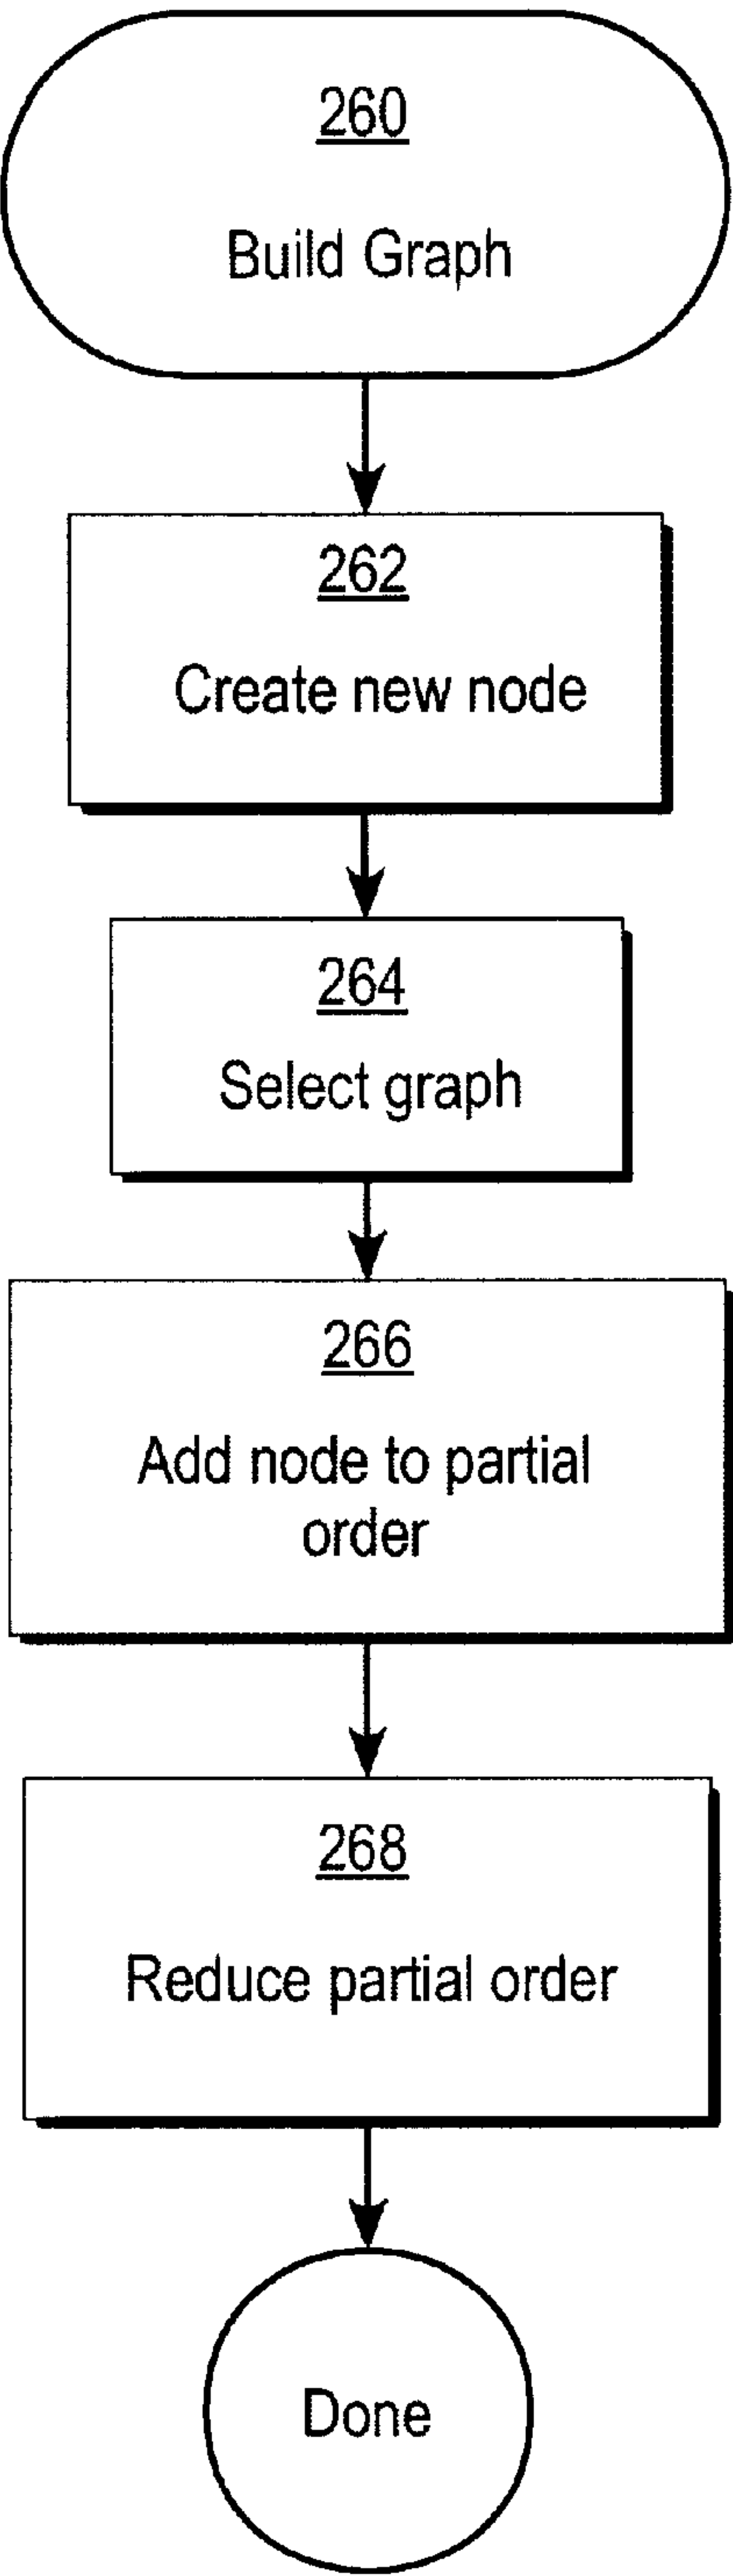 260
Build Graph
262
Create new node
264
Select graph
266
Add node to partial
order
268
Reduce partial order
Done